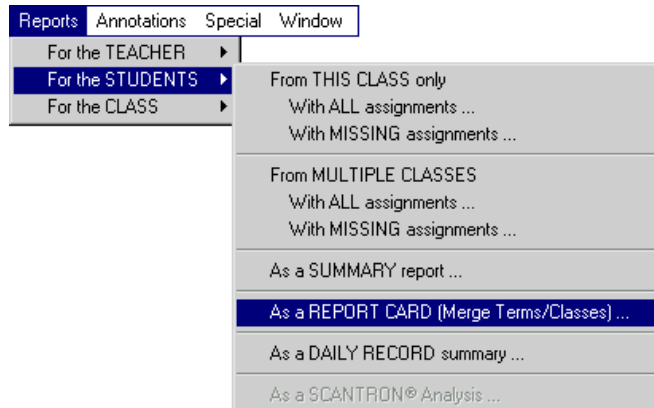 Reports Annotations Special Window
For the TEACHER
For the STUDENTS
For the CLASS
From THIS CLASS only
With ALL assignments ...
With MISSING assignments ...
From MULTIPLE CLASSES
With ALL assignments ...
With MISSING assignments ...
As a SUMMARY report ...
As a REPORT CARD (Merge Terms/Classes) ...
As a DAILY RECORD summary ...
As a SCANTRON® Analysis ...